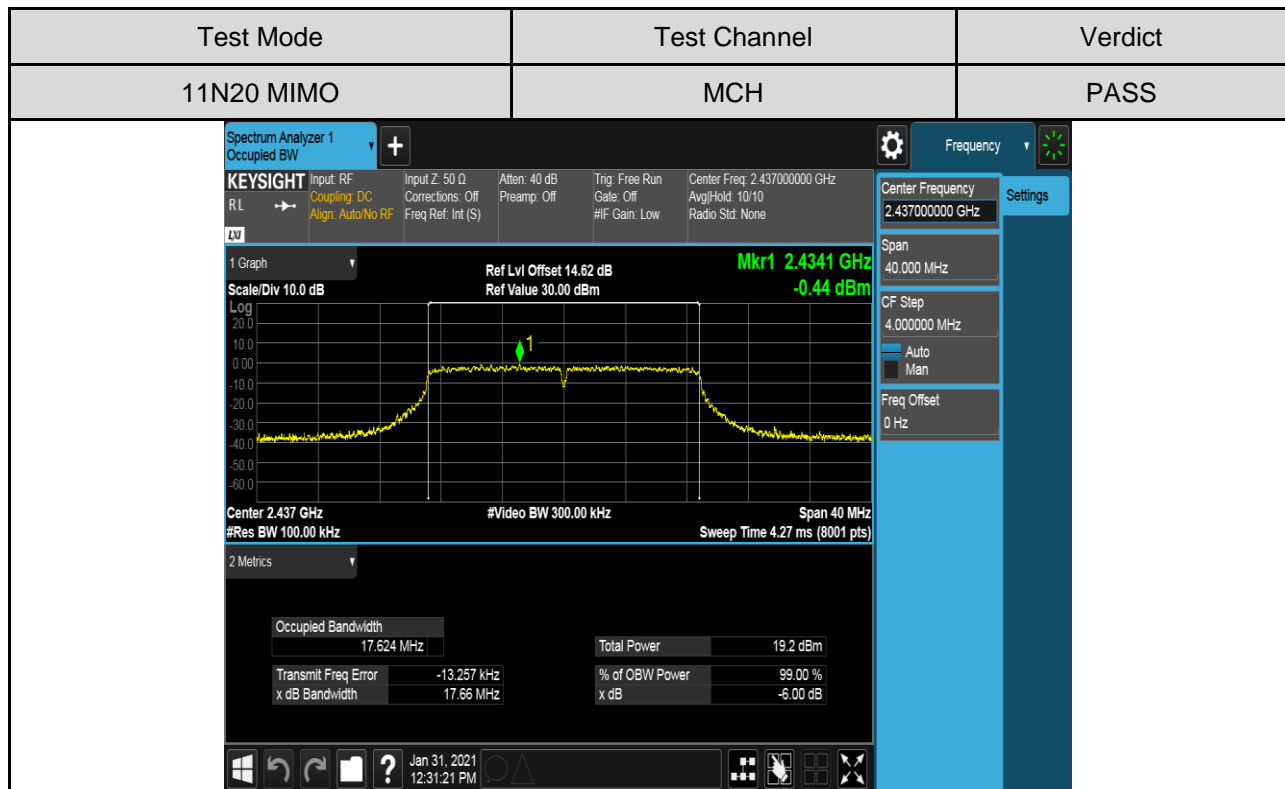 Test Mode Test Channel Verdict
11N20 MIMO MCH PASS
Spectrum Analyzer 1
Occupied BW
+
Frequency
KEYSIGHT Input: RF Input Z: 50 Ω Atten: 40 dB Trig: Free Run Center Freq: 2.437000000 GHz
RL Coupling: DC Corrections: Off Preamp: Off Gate: Off Avg|Hold: 10/10
Align: Auto/No RF Freq Ref: Int (S) #IF Gain: Low Radio Std: None
LXI
Center Frequency Settings
2.437000000 GHz
Span
40.000 MHz
CF Step
4.000000 MHz
Auto
Man
Freq Offset
0 Hz
1 Graph Ref Lvl Offset 14.62 dB Mkr1 2.4341 GHz
Scale/Div 10.0 dB Ref Value 30.00 dBm -0.44 dBm
Log
20.0
10.0
1
0.00
-10.0
-20.0
-30.0
-40.0
-50.0
-60.0
Center 2.437 GHz #Video BW 300.00 kHz Span 40 MHz
#Res BW 100.00 kHz Sweep Time 4.27 ms (8001 pts)
2 Metrics
Occupied Bandwidth
17.624 MHz Total Power 19.2 dBm
Transmit Freq Error -13.257 kHz % of OBW Power 99.00 %
x dB Bandwidth 17.66 MHz x dB -6.00 dB
? Jan 31, 2021
12:31:21 PM